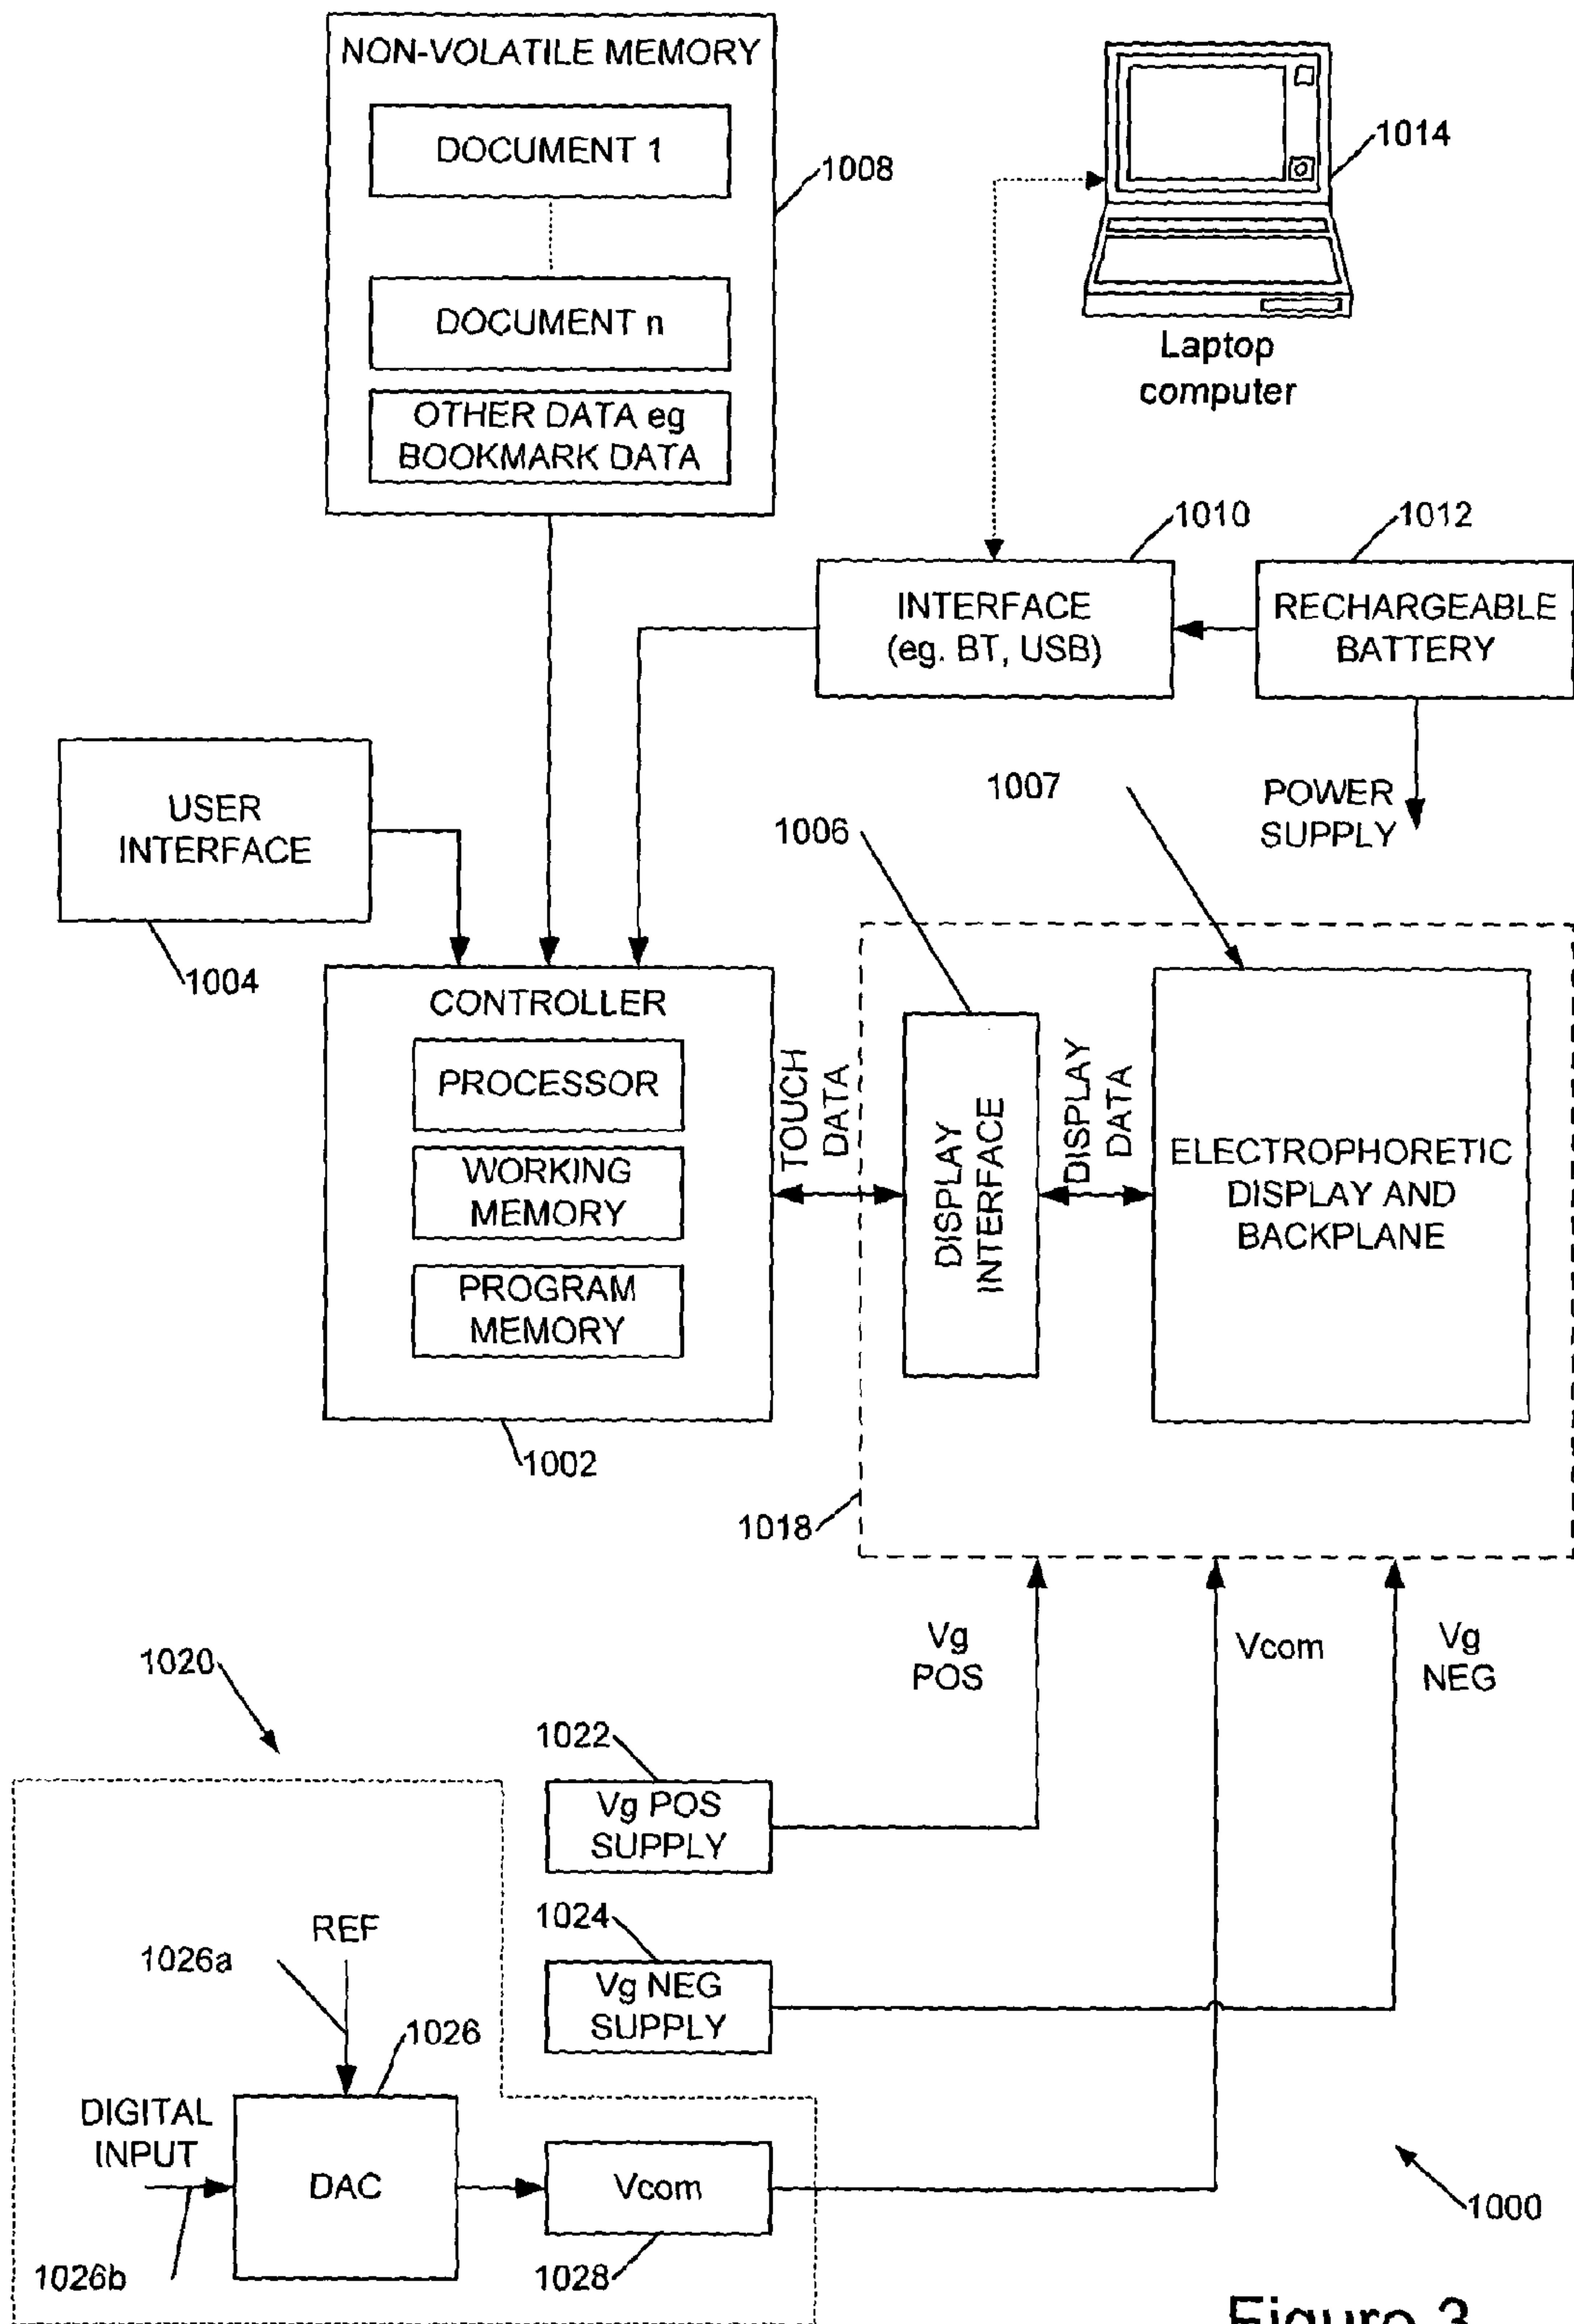 NON-VOLATILE MEMORY
DOCUMENT 1
DOCUMENT n
OTHER DATA eg
BOOKMARK DATA
1008
1014
Laptop
computer
1010
1012
INTERFACE
(eg. BT, USB)
RECHARGEABLE
BATTERY
POWER
SUPPLY
USER
INTERFACE
1004
1007
1006
CONTROLLER
PROCESSOR
WORKING
MEMORY
PROGRAM
MEMORY
1002
TOUCH
DATA
DISPLAY
INTERFACE
DISPLAY
DATA
ELECTROPHORETIC
DISPLAY AND
BACKPLANE
1018
Vg
POS
Vcom
Vg
NEG
1020
1022
Vg POS
SUPPLY
1024
Vg NEG
SUPPLY
REF
1026a
1026
DIGITAL
INPUT
DAC
Vcom
1026b
1028
1000
Figure 3